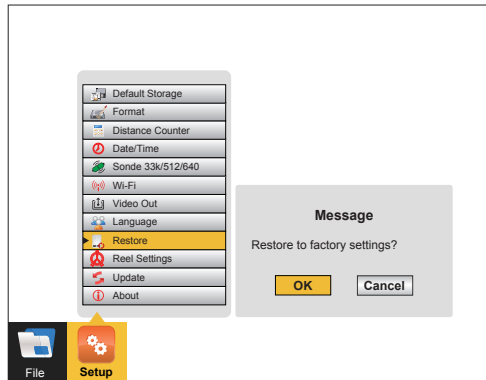 Default Storage
Format
Distance Counter
Date/Time
Sonde 33k/512/640
Wi-Fi
Video Out
Language
Restore
Reel Settings
Update
About
Message
Restore to factory settings?
OK Cancel
File Setup